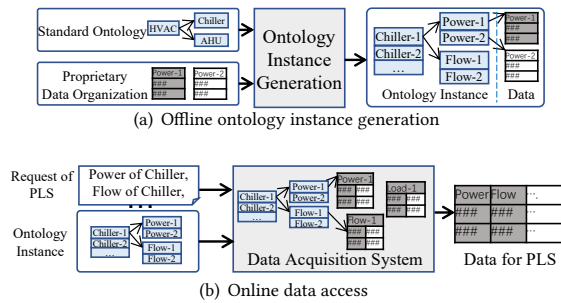 Standard Ontology
HVAC
Chiller
AHU
Proprietary
Data Organization
Power-1
###
###
Power-2
###
###
Ontology
Instance
Generation
Chiller-1
Chiller-2
...
Power-1
Power-2
Flow-1
Flow-2
Power-1
###
###
Power-2
###
###
Ontology Instance
Data
(a) Offline ontology instance generation
Request of
PLS
Power of Chiller,
Flow of Chiller,
...
Ontology
Instance
Chiller-1
Chiller-2
...
Power-1
Power-2
Flow-1
Flow-2
Chiller-1
Chiller-2
...
Power-1
Power-2
Flow-1
Flow-2
Power-1
### ###
### ###
Load-1
### ###
### ###
Flow-1
### ###
### ###
Data Acquisition System
Power Flow ...
### ### ...
### ###
Data for PLS
(b) Online data access